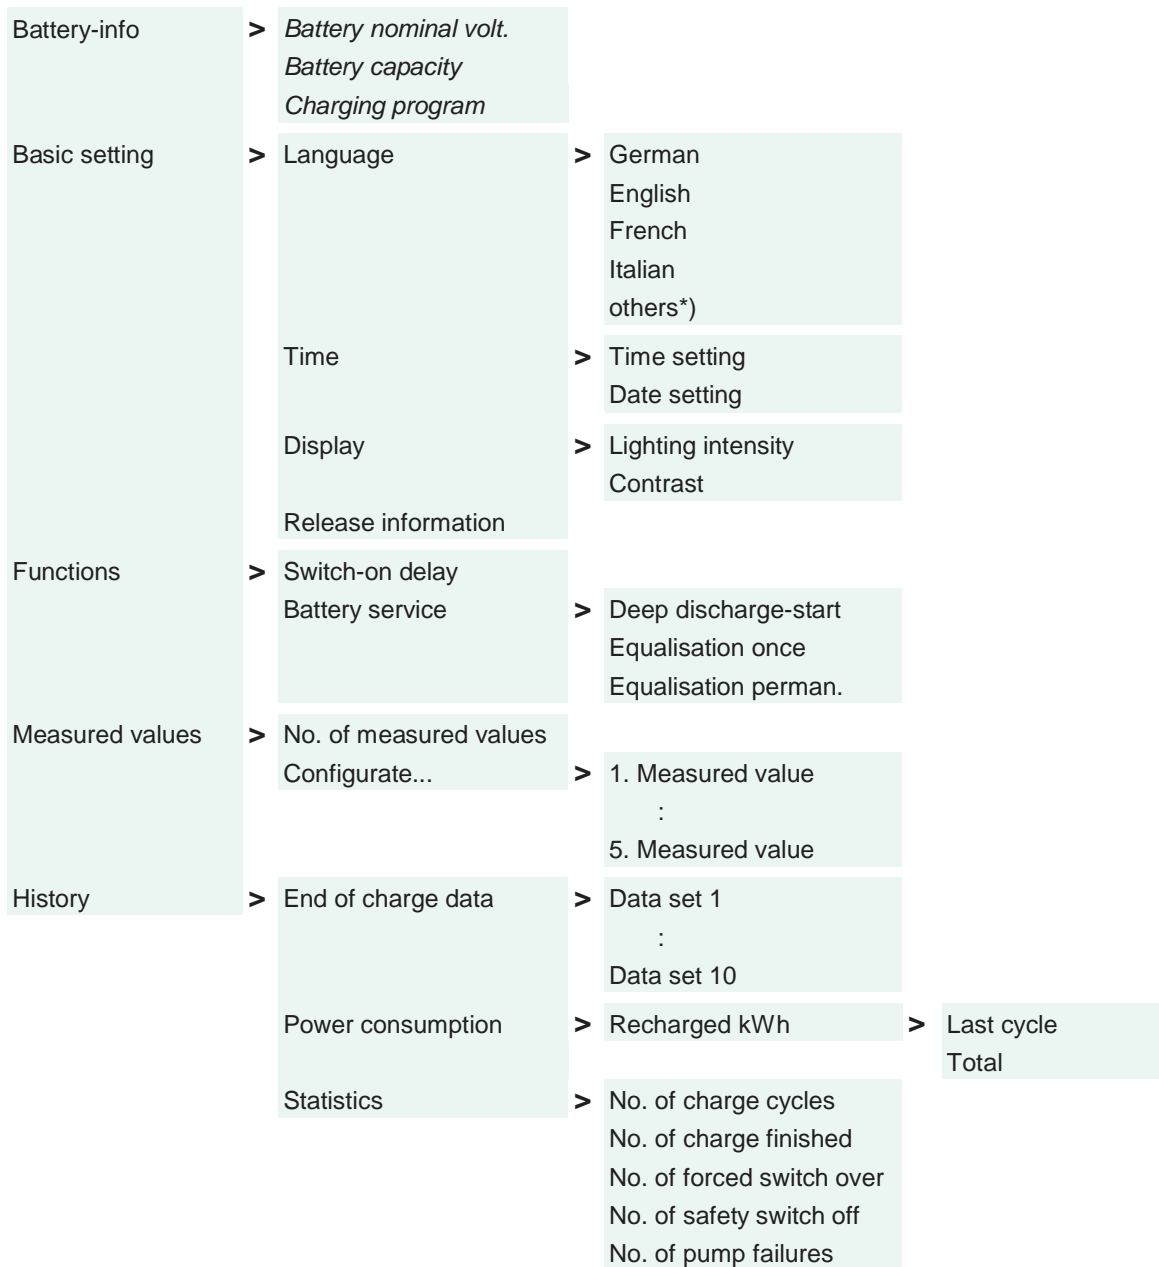 Battery-info > Battery nominal volt.
Battery capacity
Charging program
Basic setting > Language > German
English
French
Italian
others*)
Time > Time setting
Date setting
Display > Lighting intensity
Contrast
Release information
Functions > Switch-on delay
Battery service > Deep discharge-start
Equalisation once
Equalisation perman.
Measured values > No. of measured values
Configurate... > 1. Measured value
:
5. Measured value
History > End of charge data > Data set 1
:
Data set 10
Power consumption > Recharged kWh > Last cycle
Total
Statistics > No. of charge cycles
No. of charge finished
No. of forced switch over
No. of safety switch off
No. of pump failures